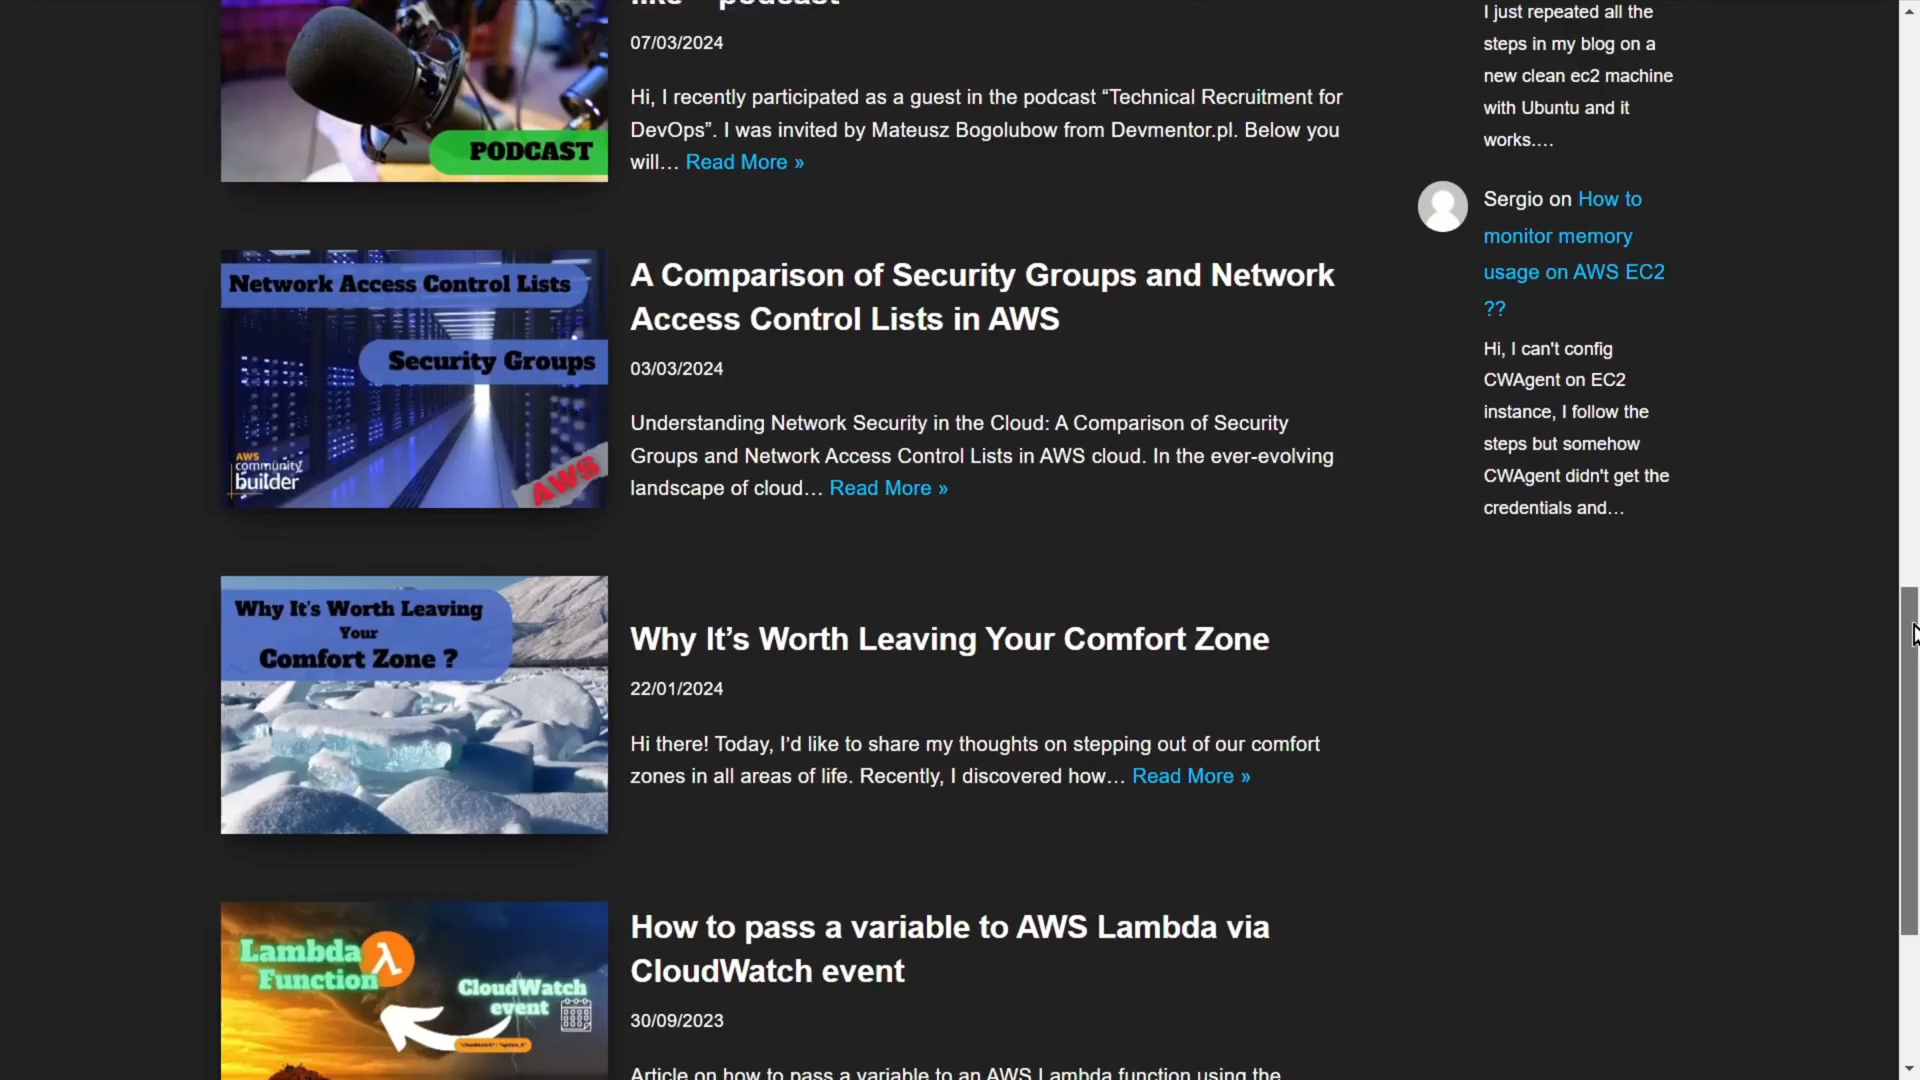 like – podcast
07/03/2024
Hi, I recently participated as a guest in the podcast “Technical Recruitment for
DevOps”. I was invited by Mateusz Bogolubow from Devmentor.pl. Below you
will… Read More »
PODCAST
Network Access Control Lists
Security Groups
AWS
community
builder
AWS
A Comparison of Security Groups and Network
Access Control Lists in AWS
03/03/2024
Understanding Network Security in the Cloud: A Comparison of Security
Groups and Network Access Control Lists in AWS cloud. In the ever-evolving
landscape of cloud… Read More »
Why It's Worth Leaving
Your
Comfort Zone ?
Why It’s Worth Leaving Your Comfort Zone
22/01/2024
Hi there! Today, I’d like to share my thoughts on stepping out of our comfort
zones in all areas of life. Recently, I discovered how… Read More »
Lambda
Function
λ
CloudWatch
event
How to pass a variable to AWS Lambda via
CloudWatch event
30/09/2023
Article on how to pass a variable to an AWS Lambda function using the
I just repeated all the
steps in my blog on a
new clean ec2 machine
with Ubuntu and it
works.…
Sergio on How to
monitor memory
usage on AWS EC2
??
Hi, I can't config
CWAgent on EC2
instance, I follow the
steps but somehow
CWAgent didn't get the
credentials and…